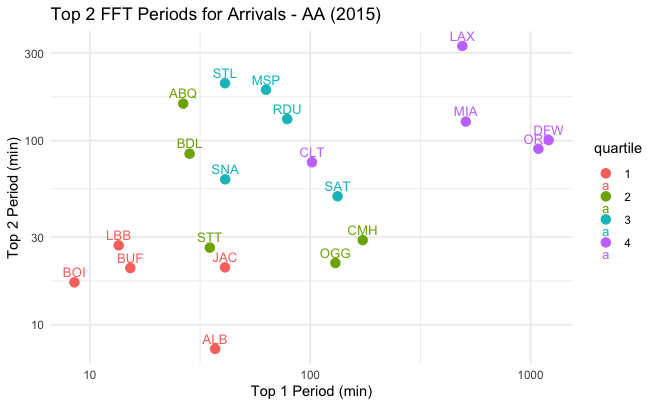 Top 2 FFT Periods for Arrivals - AA (2015)
300
100
30
10
Top 2 Period (min)
LAX
STL
MSP
ABQ
RDU
MIA
DFW
ORD
BDL
CLT
SNA
SAT
CMH
STT
LBB
OGG
BUF
JAC
BOI
ALB
10
100
1000
Top 1 Period (min)
quartile
1
a
2
a
3
a
4
a